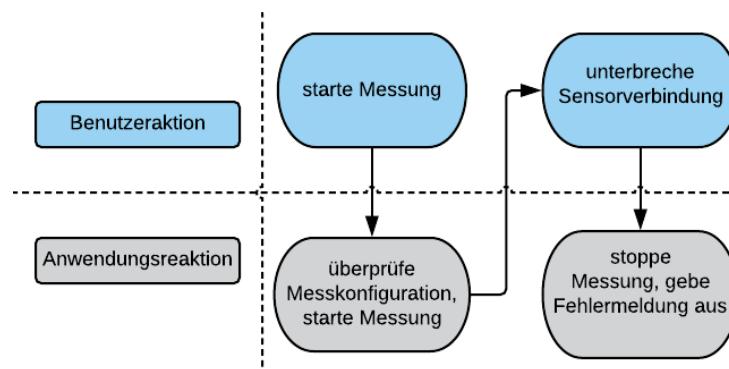 starte Messung
unterbreche
Sensorverbindung
Benutzeraktion
Anwendungsreaktion
überprüfe
Messkonfiguration,
starte Messung
stoppe
Messung, gebe
Fehlermeldung aus